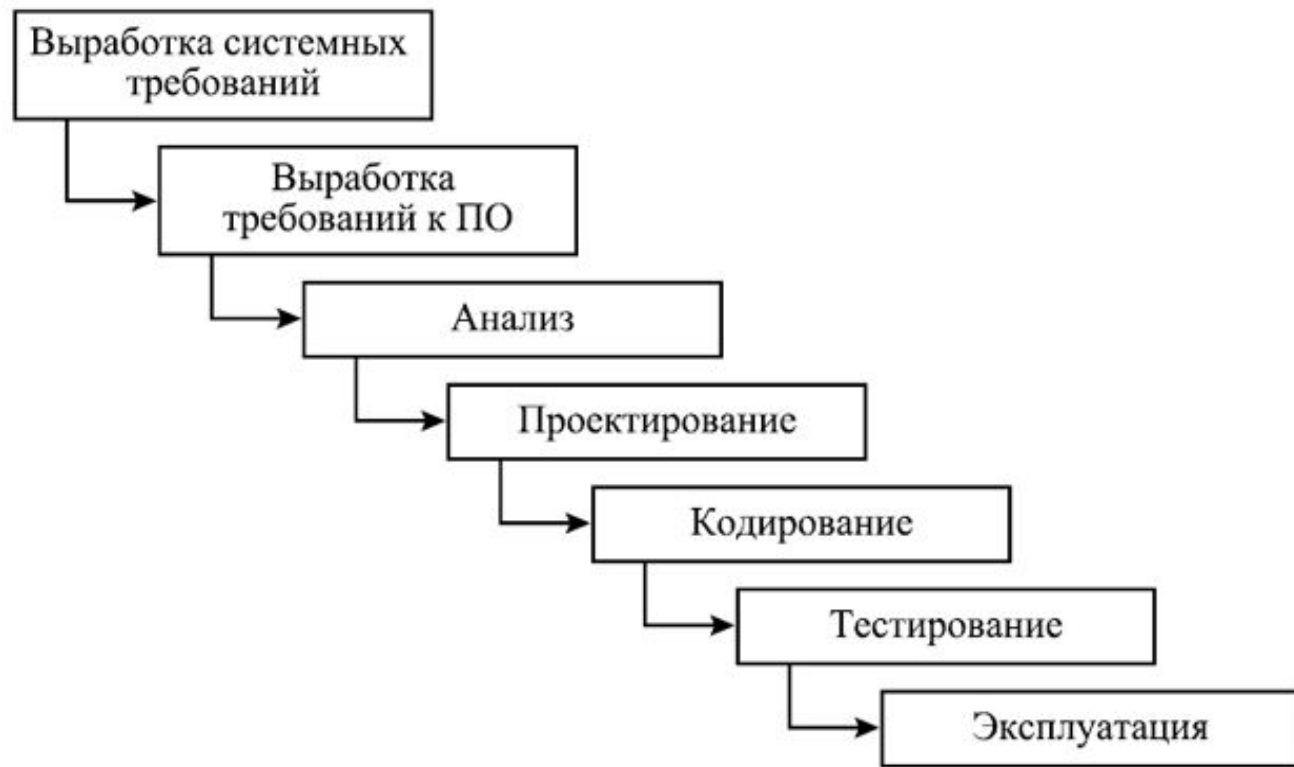 Выработка системных
требований
Выработка
требований к ПО
Анализ
Проектирование
Кодирование
Тестирование
Эксплуатация